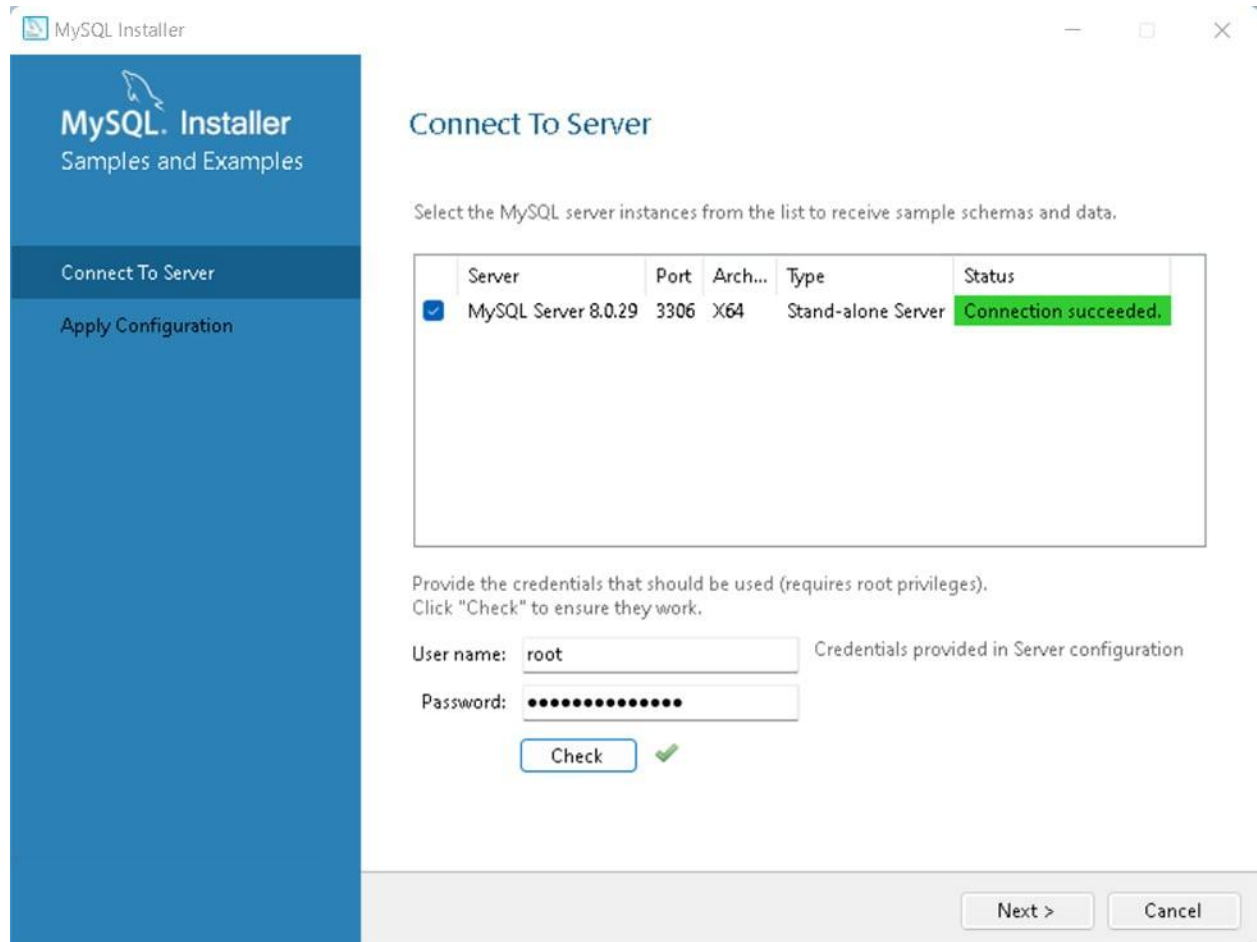 MySQL Installer
MySQL. Installer
Samples and Examples
Connect To Server
Apply Configuration
Connect To Server
Select the MySQL server instances from the list to receive sample schemas and data.
Server Port Arch... Type Status
MySQL Server 8.0.29 3306 X64 Stand-alone Server Connection succeeded.
Provide the credentials that should be used (requires root privileges).
Click "Check" to ensure they work.
User name: root Credentials provided in Server configuration
Password: ●●●●●●●●●●●●●●
Check
Next > Cancel